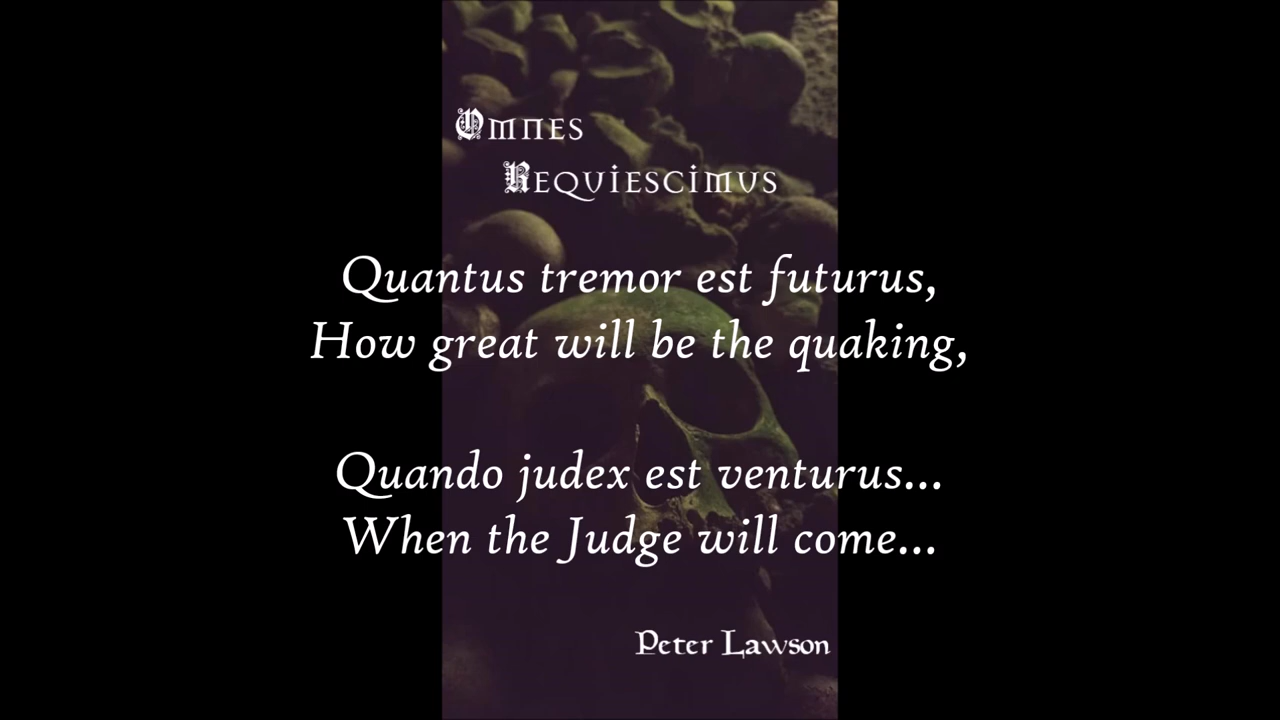 Omnes
Requiescimus
Quantus tremor est futurus,
How great will be the quaking,
Quando judex est venturus...
When the Judge will come...
Peter Lawson